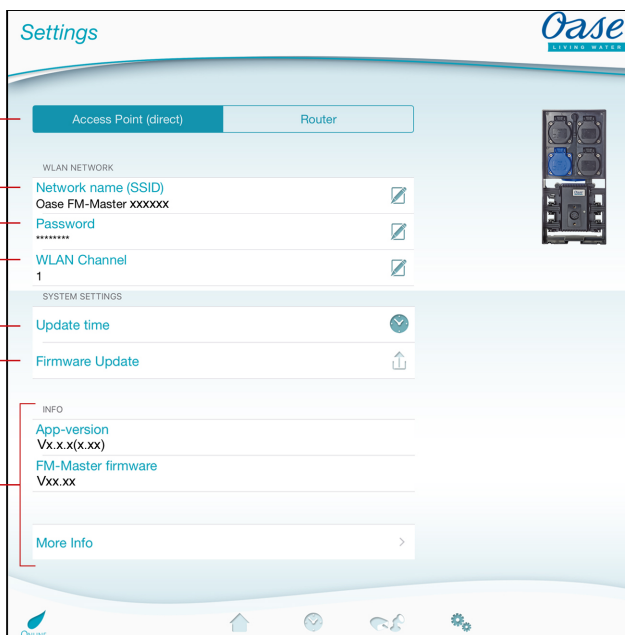 Settings
Oase
LIVING WATER
Access Point (direct)
Router
WLAN NETWORK
Network name (SSID)
Oase FM-Master xxxxxx
Password
********
WLAN Channel
1
SYSTEM SETTINGS
Update time
Firmware Update
INFO
App-version
Vx.x.x(x.xx)
FM-Master firmware
Vxx.xx
More Info